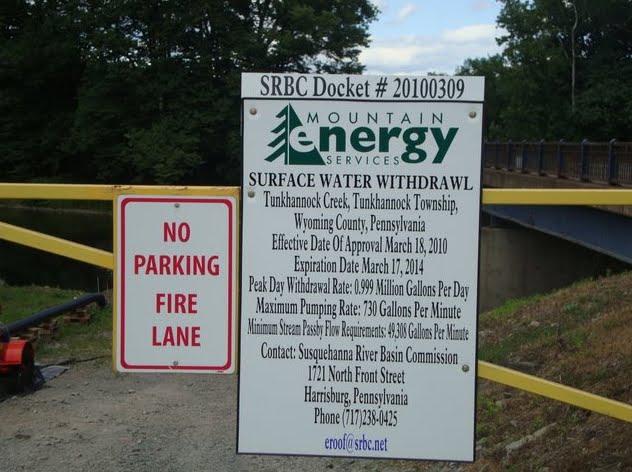 NO
PARKING
FIRE
LANE
SRBC Docket # 20100309
MOUNTAIN
energy
SERVICES
SURFACE WATER WITHDRAWL
Tunkhannock Creek, Tunkhannock Township,
Wyoming County, Pennsylvania
Effective Date Of Approval March 18, 2010
Expiration Date March 17, 2014
Peak Day Withdrawal Rate: 0.999 Million Gallons Per Day
Maximum Pumping Rate: 730 Gallons Per Minute
Minimum Stream Passby Flow Requirements: 49,308 Gallons Per Minute
Contact: Susquehanna River Basin Commission
1721 North Front Street
Harrisburg, Pennsylvania
Phone (717)238-0425
eroof@srbc.net